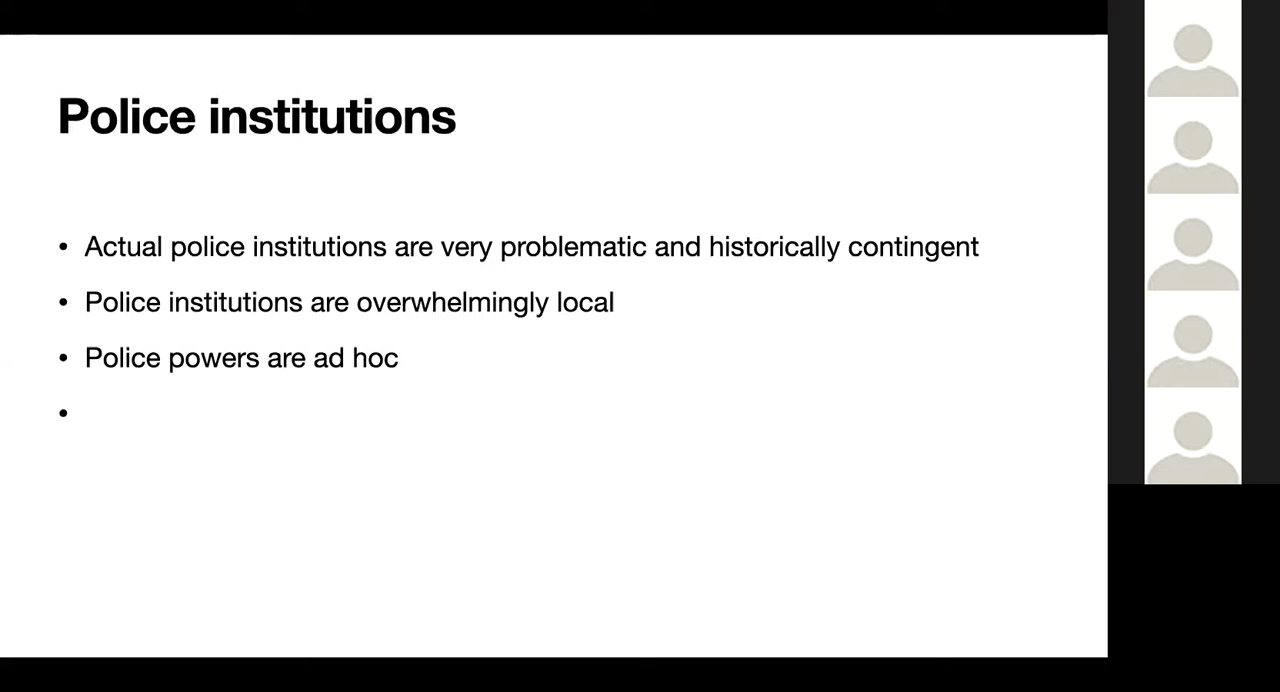 Police institutions
• Actual police institutions are very problematic and historically contingent
• Police institutions are overwhelmingly local
• Police powers are ad hoc
•